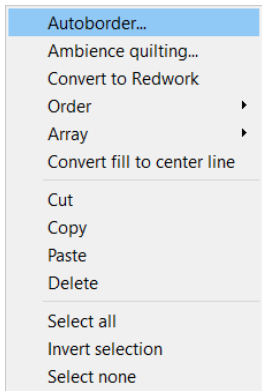 Autoborder...
Ambience quilting...
Convert to Redwork
Order
Array
Convert fill to center line
Cut
Copy
Paste
Delete
Select all
Invert selection
Select none